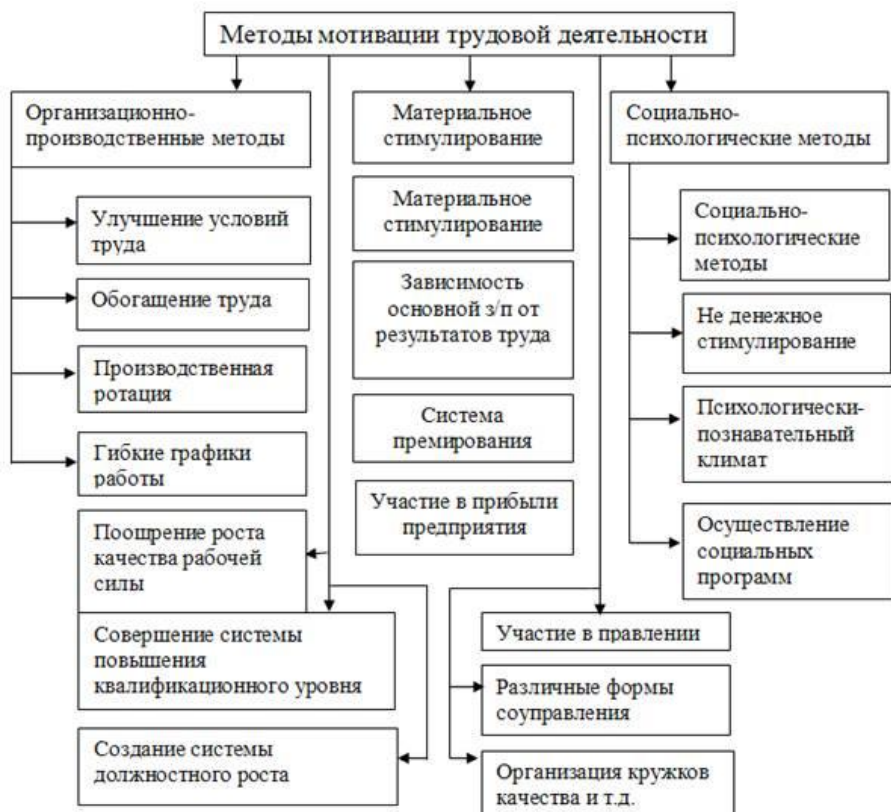 Методы мотивации трудовой деятельности
Организационно-
производственные методы
Улучшение условий
труда
Обогащение труда
Производственная
ротация
Гибкие графики
работы
Поощрение роста
качества рабочей
силы
Совершение системы
повышения
квалификационного уровня
Создание системы
должностного роста
Материальное
стимулирование
Материальное
стимулирование
Зависимость
основной з/п от
результатов труда
Система
премирования
Участие в прибыли
предприятия
Социально-
психологические методы
Социально-
психологические
методы
Не денежное
стимулирование
Психологически-
познавательный
климат
Осуществление
социальных
программ
Участие в правлении
Различные формы
соуправления
Организация кружков
качества и т.д.